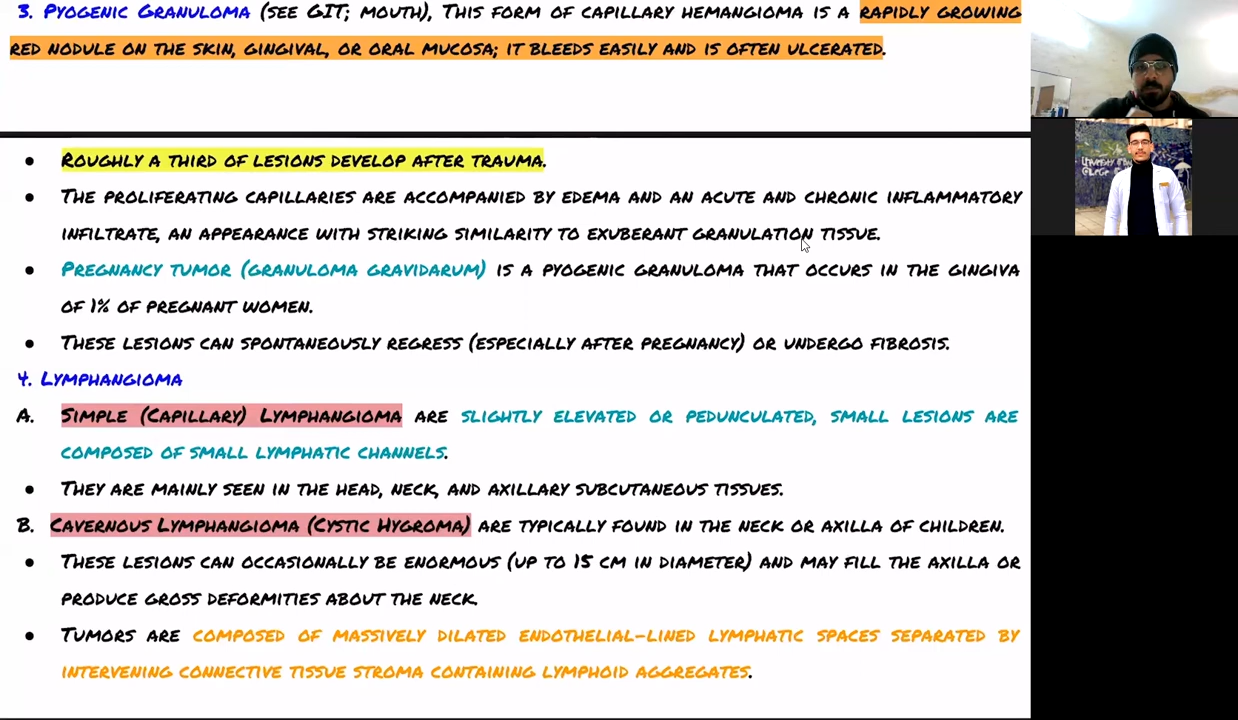 3. Pyogenic Granuloma (see GIT; mouth), This form of capillary hemangioma is a rapidly growing
red nodule on the skin, gingival, or oral mucosa; it bleeds easily and is often ulcerated.
● Roughly a third of lesions develop after trauma.
● The proliferating capillaries are accompanied by edema and an acute and chronic inflammatory
infiltrate, an appearance with striking similarity to exuberant granulation tissue.
● Pregnancy tumor (granuloma gravidarum) is a pyogenic granuloma that occurs in the gingiva
of 1% of pregnant women.
● These lesions can spontaneously regress (especially after pregnancy) or undergo fibrosis.
4. Lymphangioma
A. Simple (Capillary) Lymphangioma are slightly elevated or pedunculated, small lesions are
composed of small lymphatic channels.
● They are mainly seen in the head, neck, and axillary subcutaneous tissues.
B. Cavernous Lymphangioma (Cystic Hygroma) are typically found in the neck or axilla of children.
● These lesions can occasionally be enormous (up to 15 cm in diameter) and may fill the axilla or
produce gross deformities about the neck.
● Tumors are composed of massively dilated endothelial-lined lymphatic spaces separated by
intervening connective tissue stroma containing lymphoid aggregates.